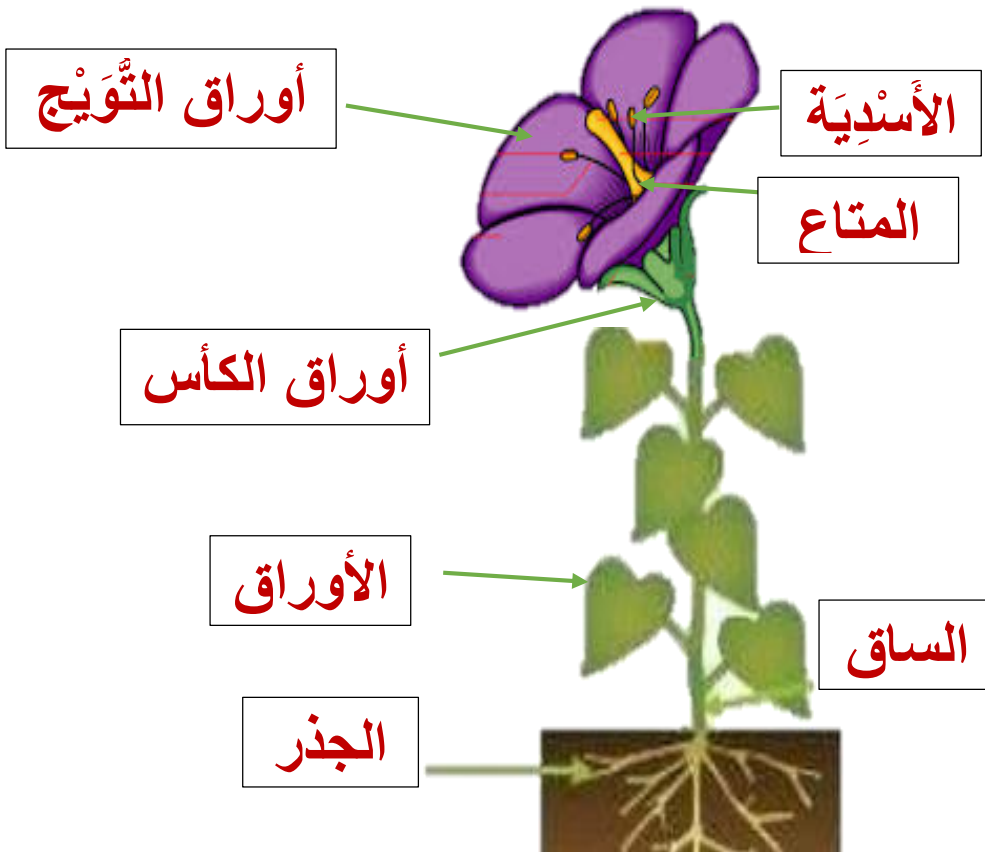 أوراق التُّوَيْج
الأَسْدِيَة
المتاع
أوراق الكأس
الأوراق
الساق
الجذر